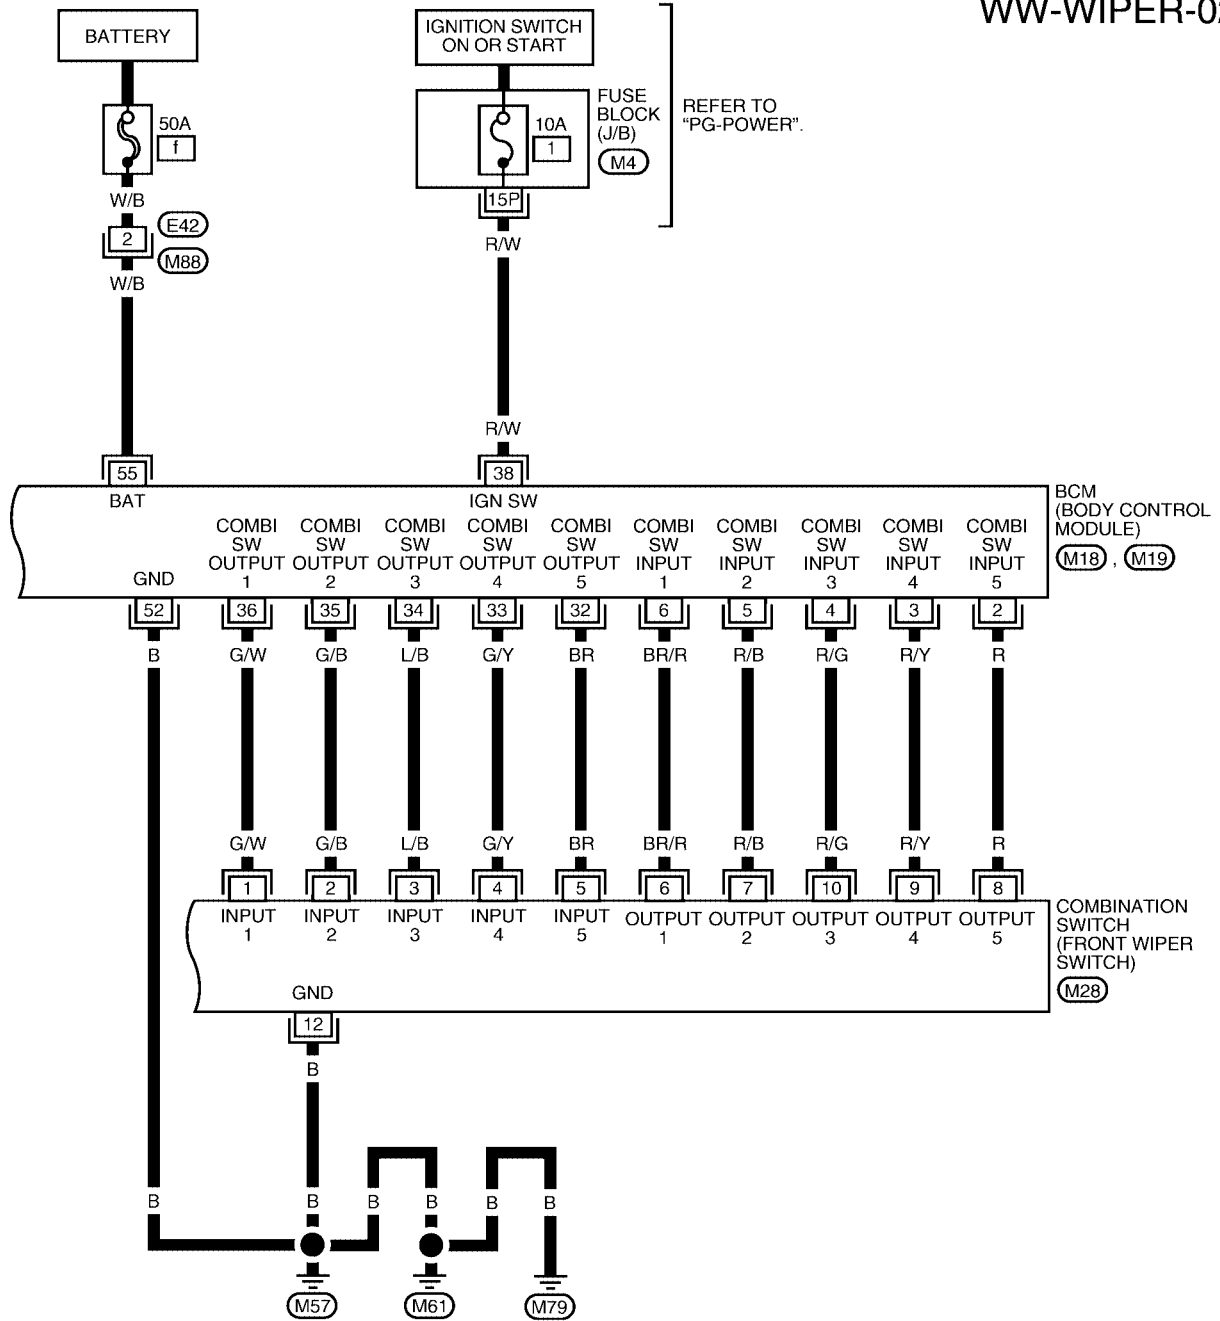 WW-WIPER-02
BATTERY
IGNITION SWITCH
ON OR START
50A
f
10A
1
FUSE
BLOCK
(J/B)
M4
REFER TO
“PG-POWER”.
15P
W/B
E42
2
M88
W/B
R/W
R/W
55
38
BAT
IGN SW
BCM
(BODY CONTROL
MODULE)
M18 , M19
COMBI COMBI COMBI COMBI COMBI COMBI COMBI COMBI COMBI COMBI
SW SW SW SW SW SW SW SW SW SW
OUTPUT OUTPUT OUTPUT OUTPUT OUTPUT INPUT INPUT INPUT INPUT INPUT
GND 1 2 3 4 5 1 2 3 4 5
52 36 35 34 33 32 6 5 4 3 2
B G/W G/B L/B G/Y BR BR/R R/B R/G R/Y R
G/W G/B L/B G/Y BR BR/R R/B R/G R/Y R
1 2 3 4 5 6 7 10 9 8
INPUT INPUT INPUT INPUT INPUT OUTPUT OUTPUT OUTPUT OUTPUT OUTPUT
1 2 3 4 5 1 2 3 4 5
COMBINATION
SWITCH
(FRONT WIPER
SWITCH)
M28
GND
12
B
B B B B B B
M57 M61 M79